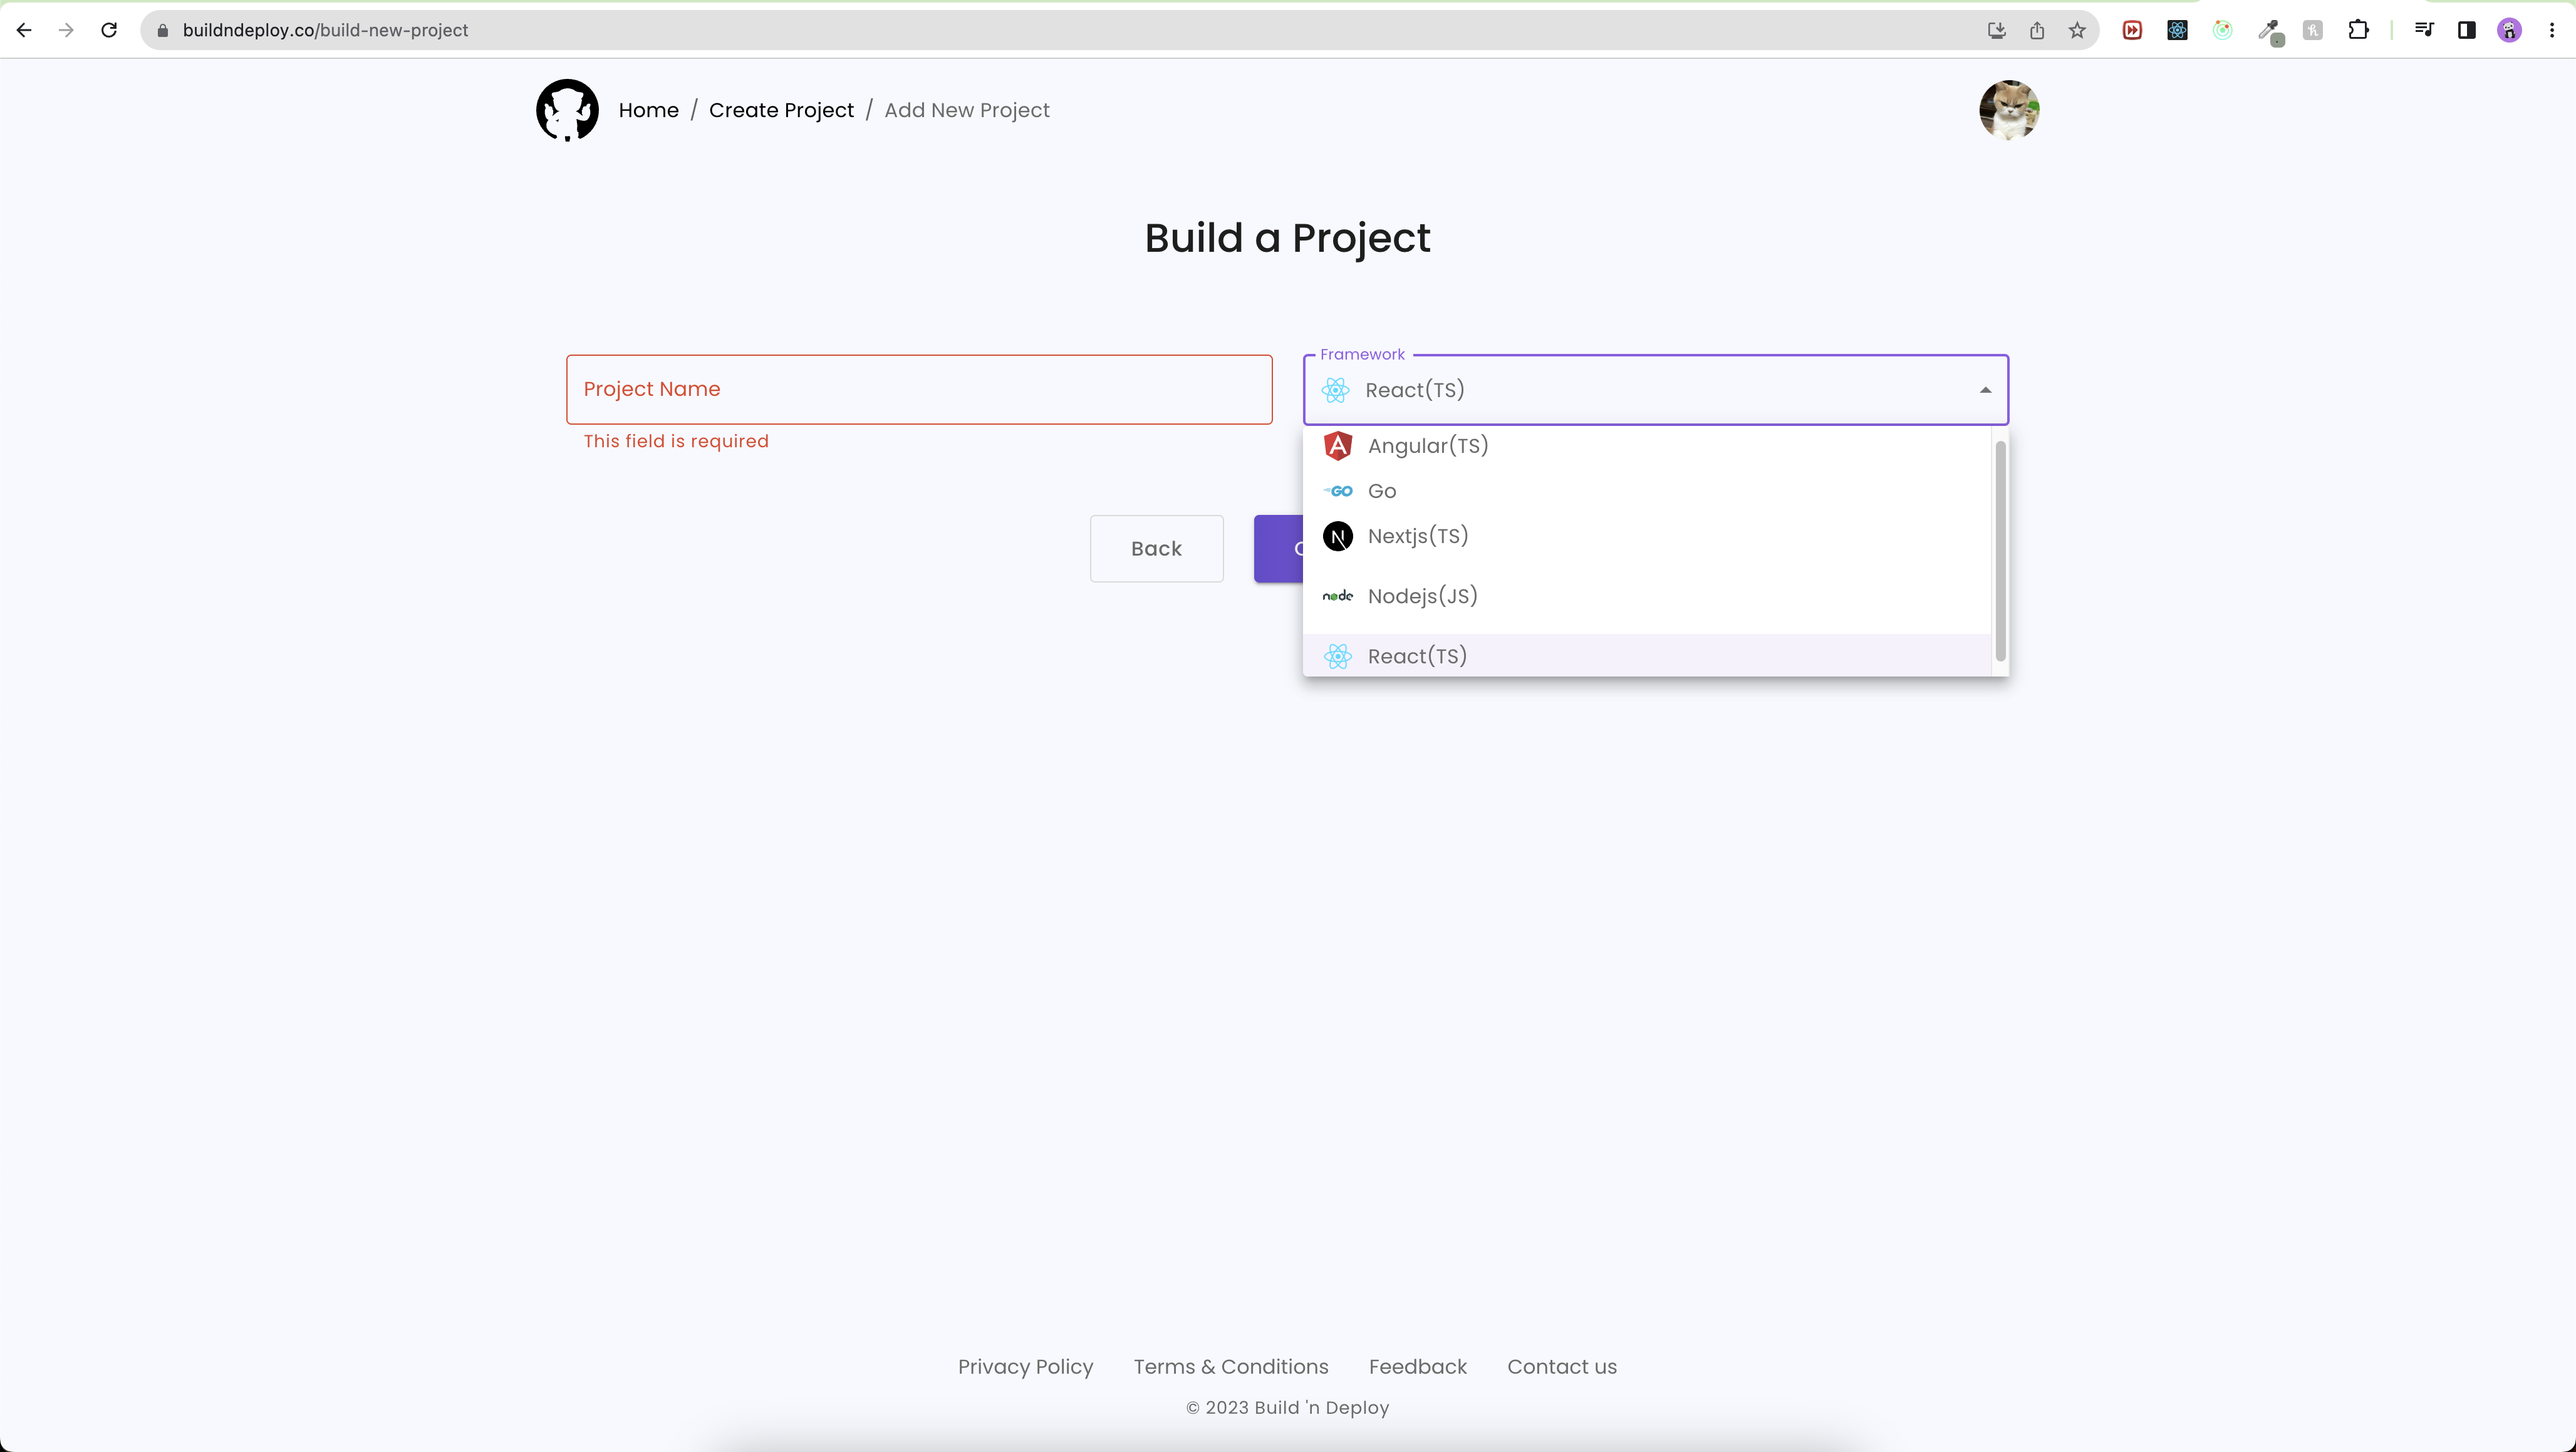 buildndeploy.co/build-new-project
Home / Create Project / Add New Project
Build a Project
Project Name
This field is required
Framework
React(TS)
Angular(TS)
GO Go
N Nextjs(TS)
node Nodejs(JS)
React(TS)
Back
Privacy Policy Terms & Conditions Feedback Contact us
© 2023 Build 'n Deploy